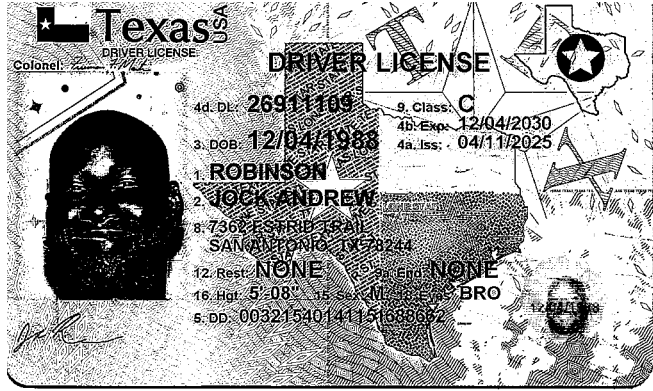 Texas USA
DRIVER LICENSE
Colonel:
DRIVER LICENSE
4d. DL: 26911109 9. Class: C
4b. Exp: 12/04/2030
3. DOB: 12/04/1988 4a. Iss: 04/11/2025
1. ROBINSON
2. JOCK ANDREW
8. 7362 ESTRID TRAIL
SAN ANTONIO, TX 78244
12. Rest: NONE 9a. End: NONE
16. Hgt: 5'-08" 15. Sex: M BRO
5. DD: